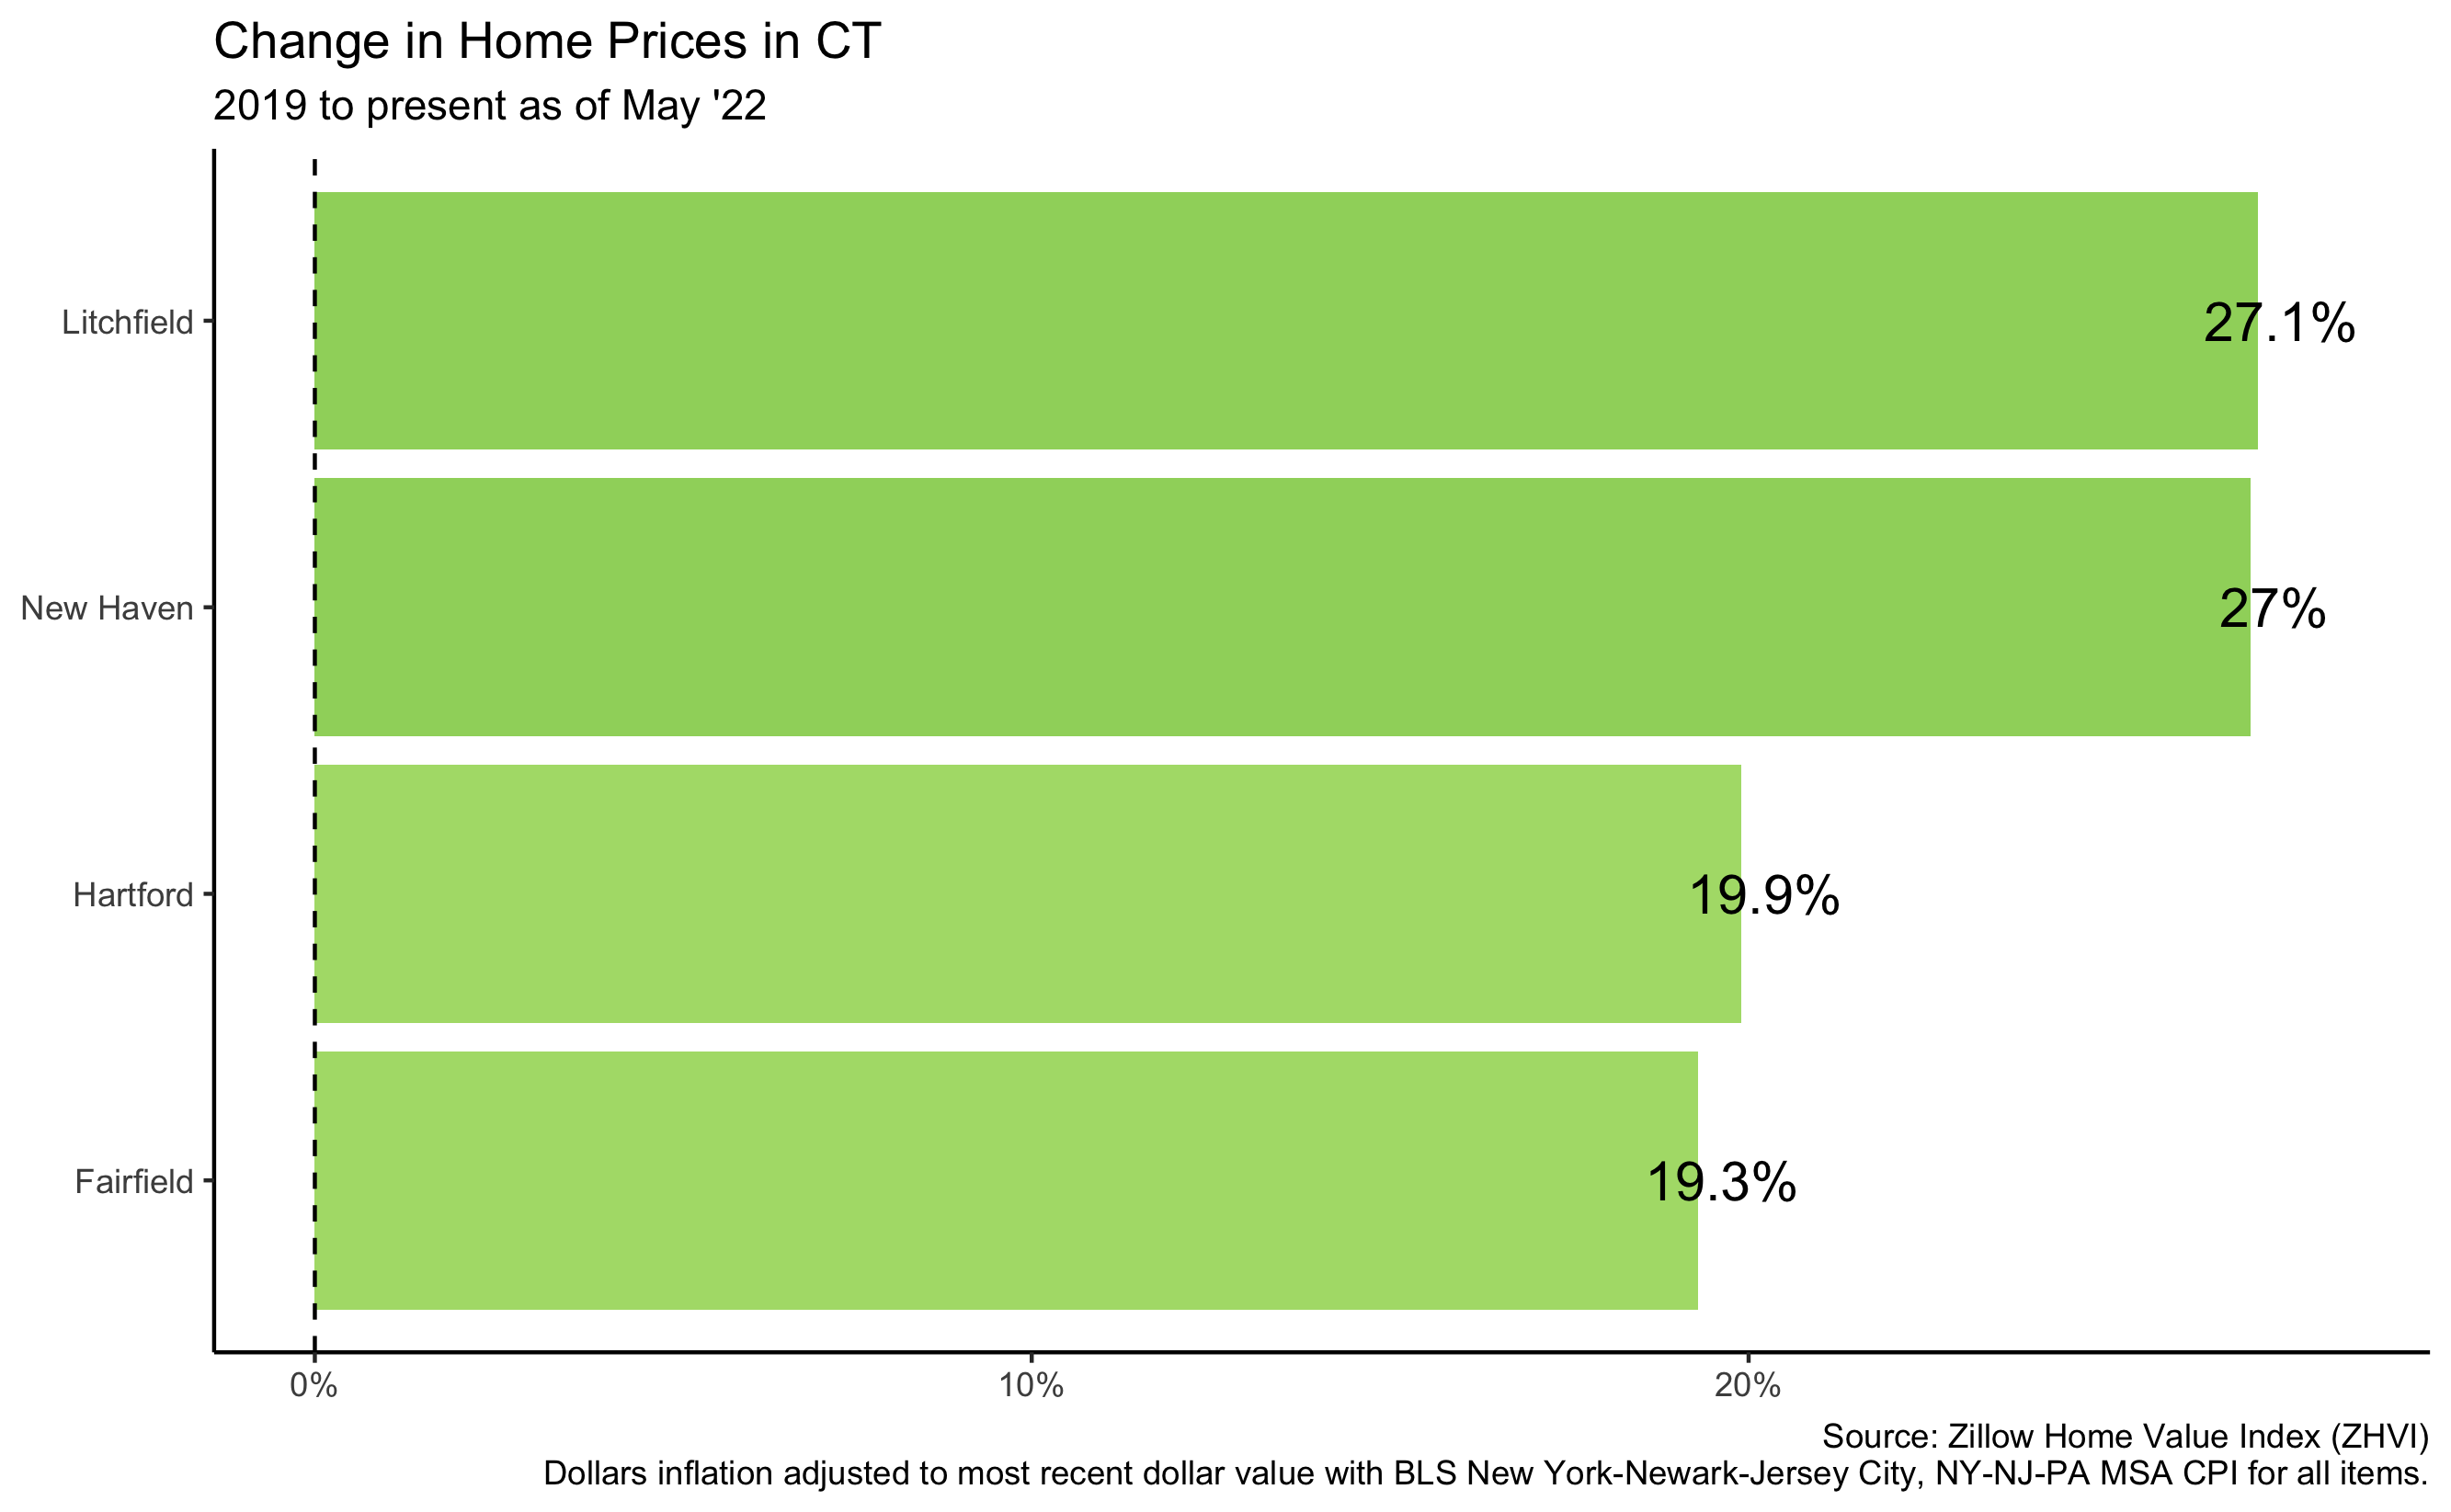 Change in Home Prices in CT
2019 to present as of May '22
Litchfield
27.1%
New Haven
27%
Hartford
19.9%
Fairfield
19.3%
0%
10%
20%
Source: Zillow Home Value Index (ZHVI)
Dollars inflation adjusted to most recent dollar value with BLS New York-Newark-Jersey City, NY-NJ-PA MSA CPI for all items.